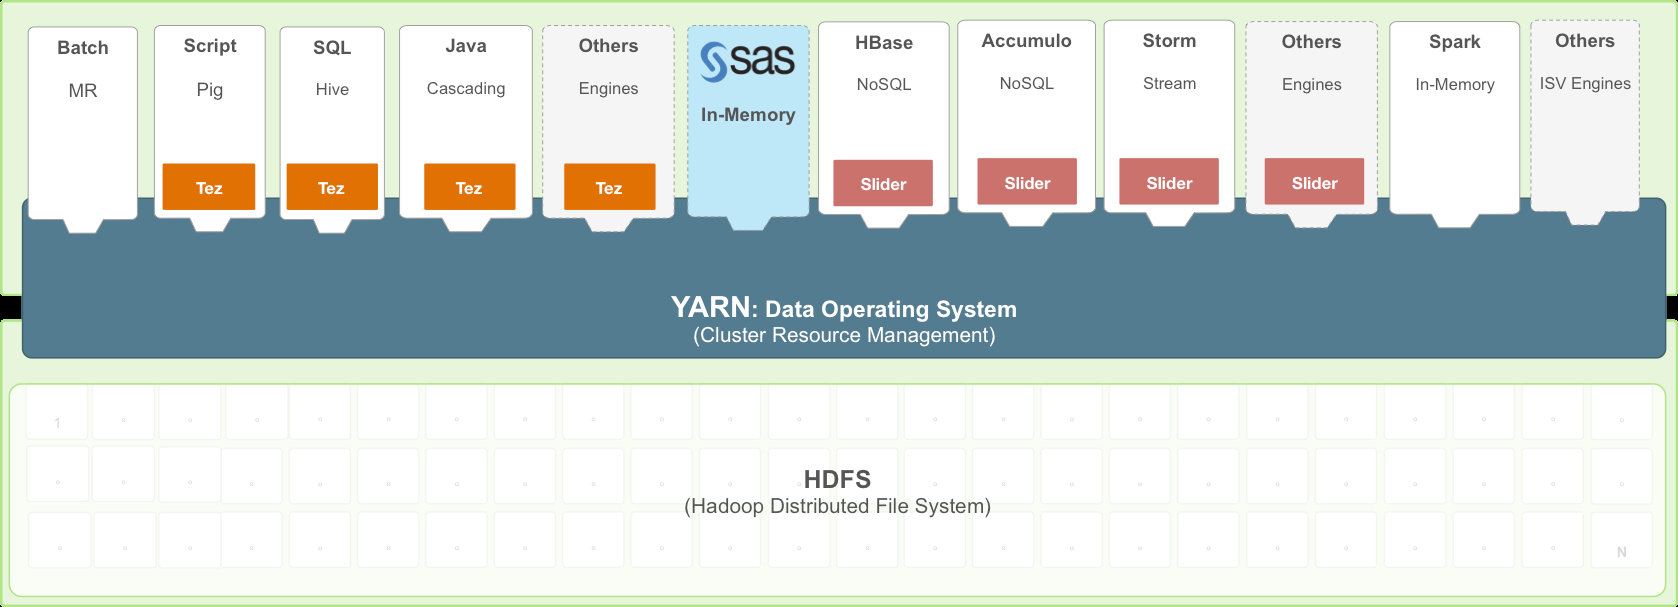 Batch
MR
Script
Pig
Tez
SQL
Hive
Tez
Java
Cascading
Tez
Others
Engines
Tez
sas
In-Memory
HBase
NoSQL
Slider
Accumulo
NoSQL
Slider
Storm
Stream
Slider
Others
Engines
Slider
Spark
In-Memory
Others
ISV Engines
YARN: Data Operating System
(Cluster Resource Management)
1
HDFS
(Hadoop Distributed File System)
N